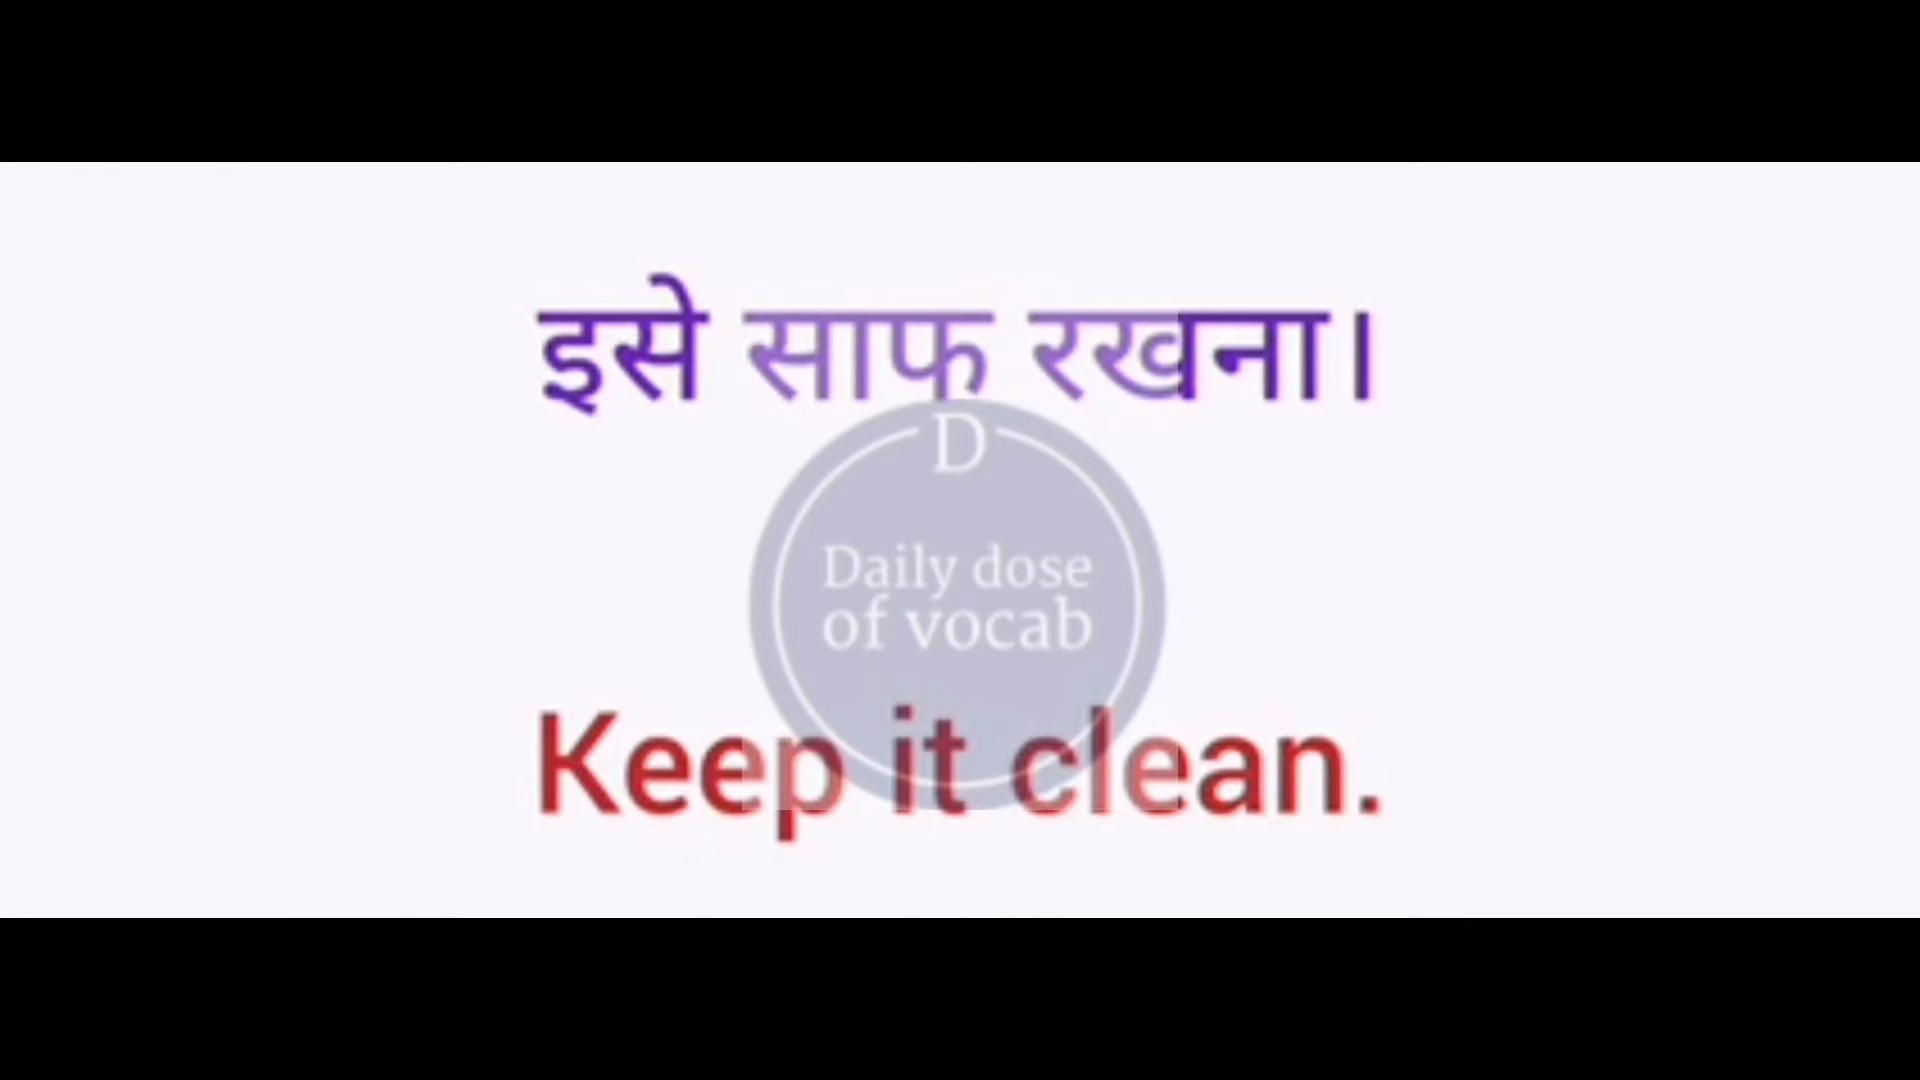 इसे साफ रखना।
D
Daily dose
of vocab
Keep it clean.